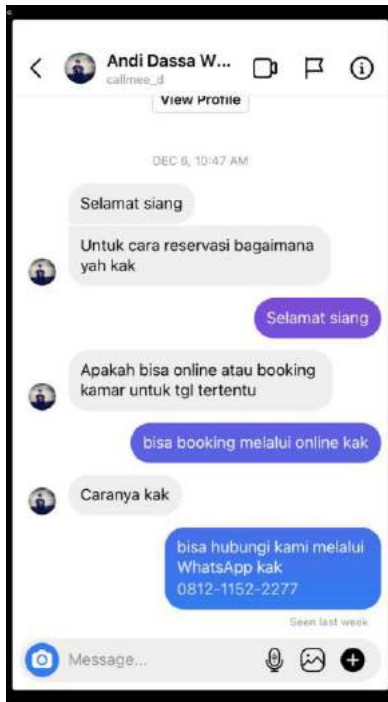 Andi Dassa W...
callmee_d
View Profile
DEC 6, 10:47 AM
Selamat siang
Untuk cara reservasi bagaimana
yah kak
Selamat siang
Apakah bisa online atau booking
kamar untuk tgl tertentu
bisa booking melalui online kak
Caranya kak
bisa hubungi kami melalui
WhatsApp kak
0812-1152-2277
Seen last week
Message...